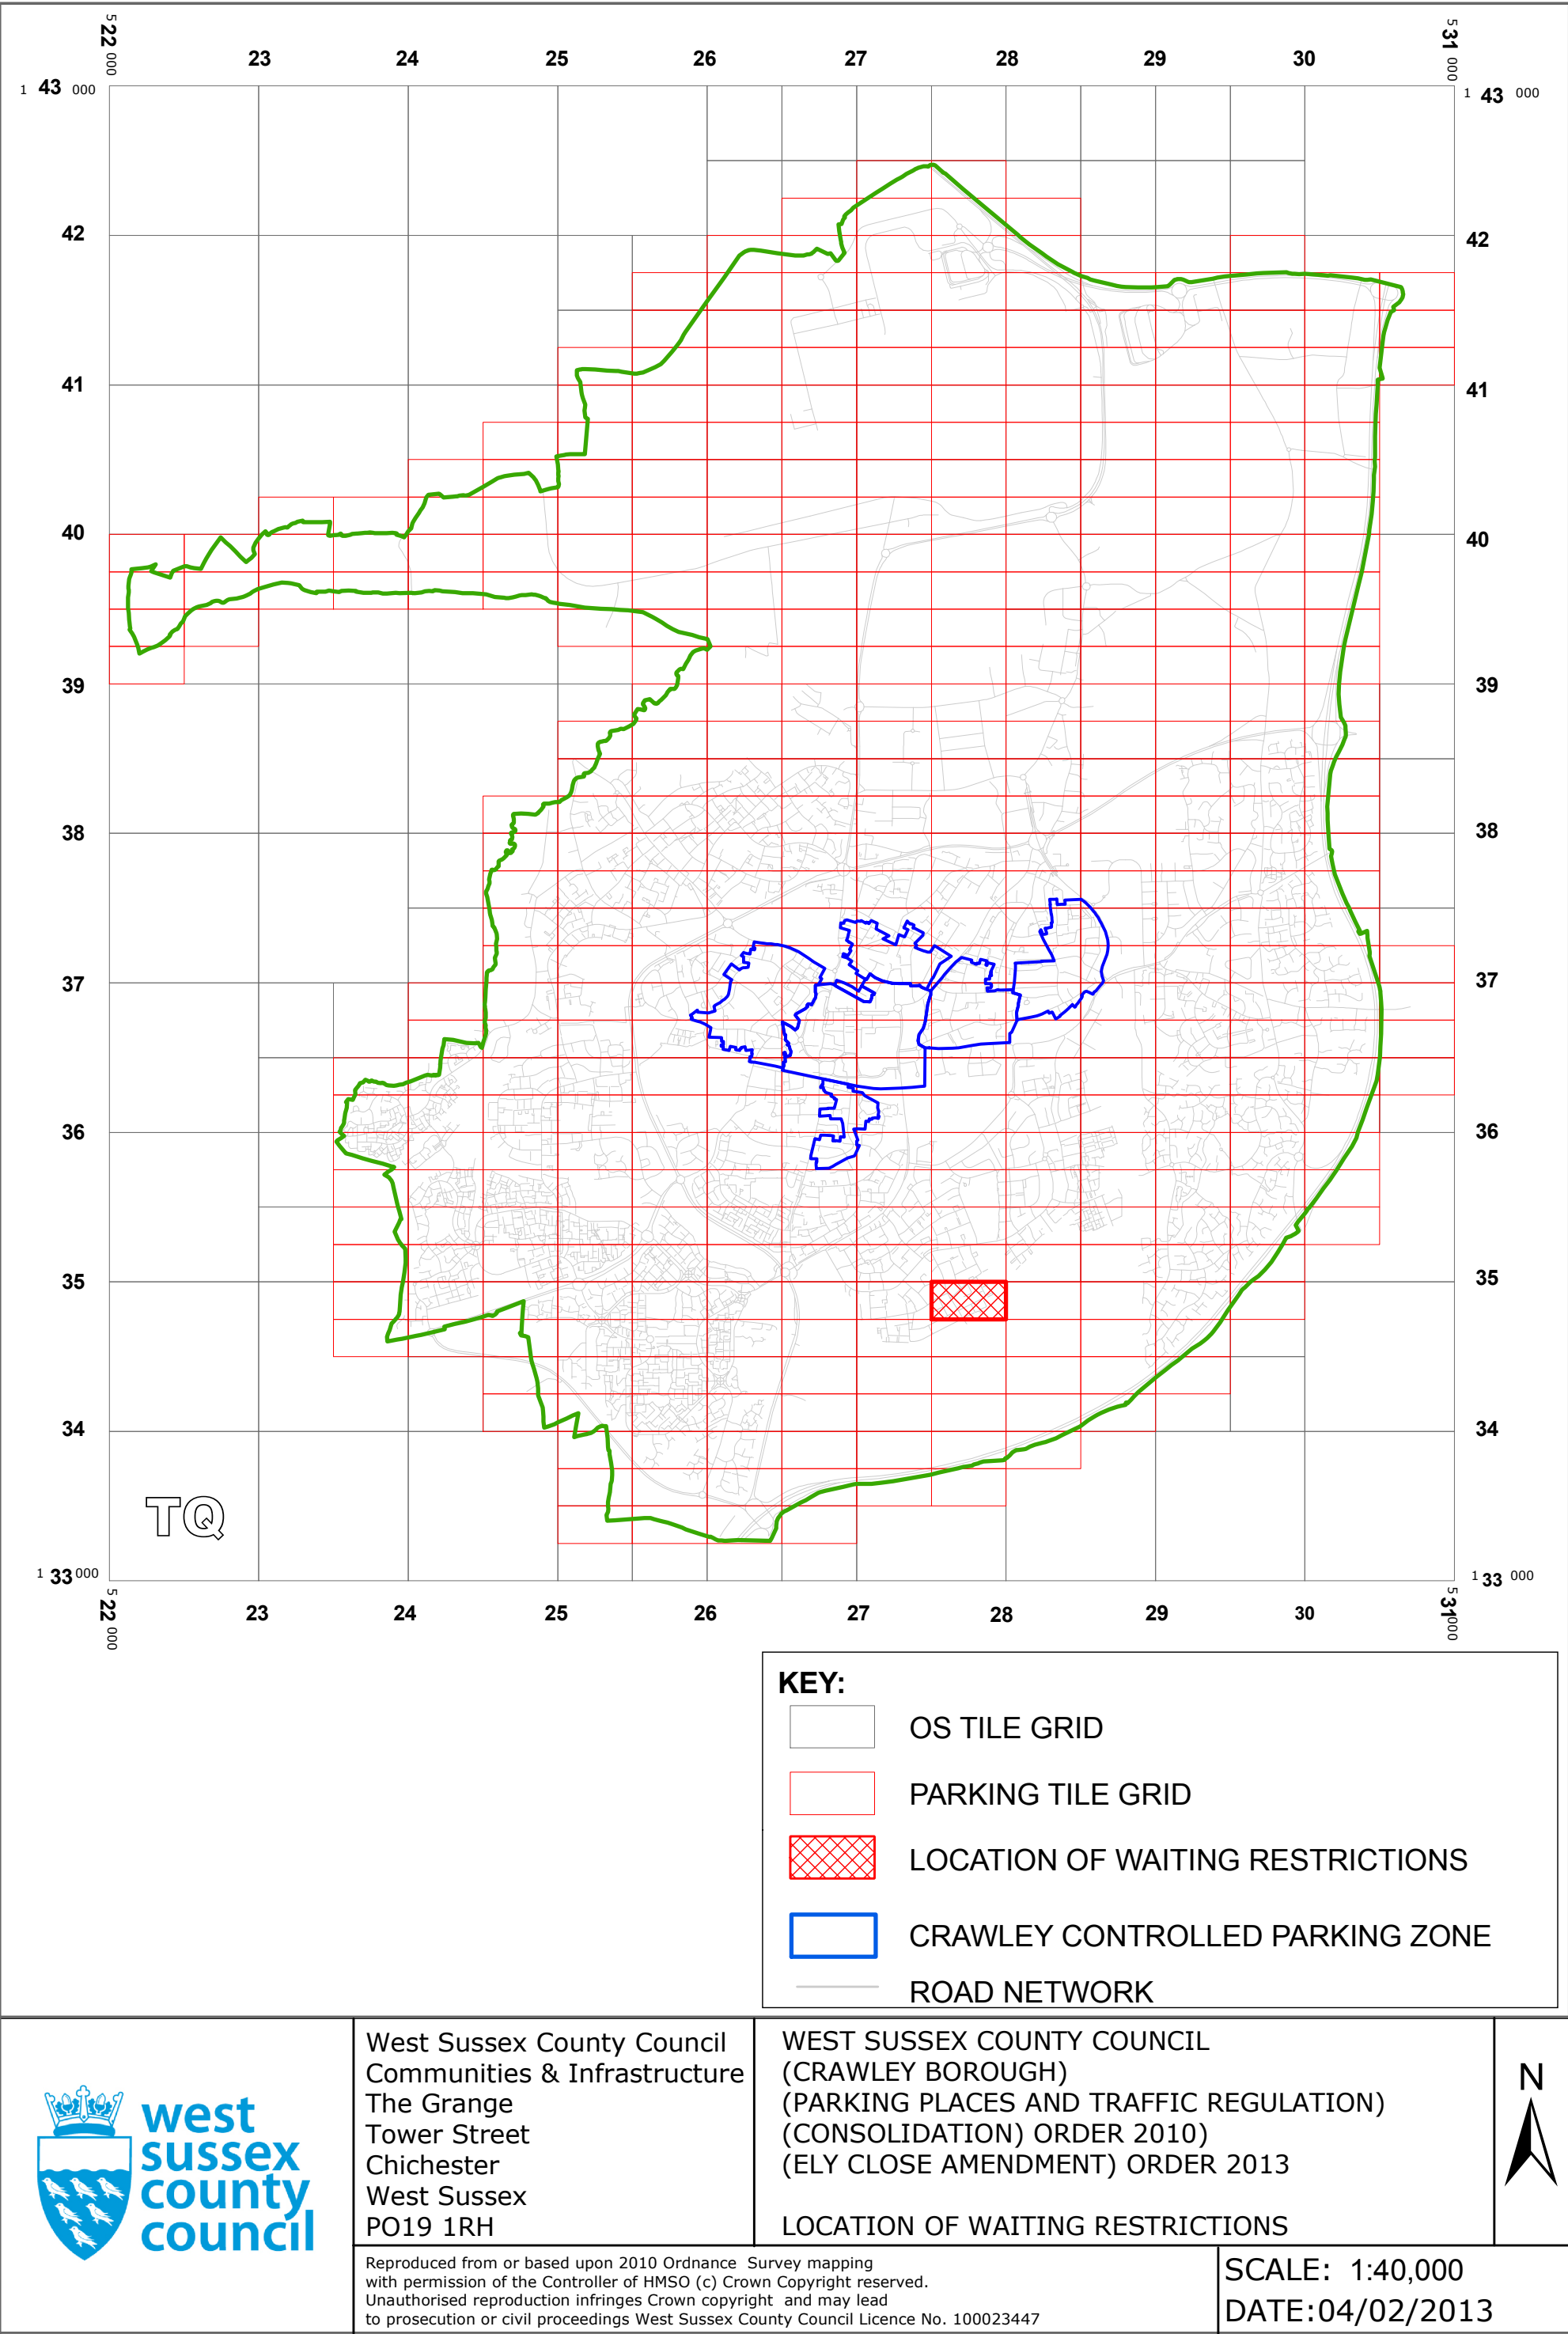 5 22 000
23
24
25
26
27
28
29
30
5 31 000
1 43 000
1 43 000
42
42
41
41
40
40
39
39
38
38
37
37
36
36
35
35
34
34
TQ
1 33 000
1 33 000
5 22 000
23
24
25
26
27
28
29
30
5 31 000
KEY:
OS TILE GRID
PARKING TILE GRID
LOCATION OF WAITING RESTRICTIONS
CRAWLEY CONTROLLED PARKING ZONE
ROAD NETWORK
west
sussex
county
council
West Sussex County Council
Communities & Infrastructure
The Grange
Tower Street
Chichester
West Sussex
PO19 1RH
WEST SUSSEX COUNTY COUNCIL
(CRAWLEY BOROUGH)
(PARKING PLACES AND TRAFFIC REGULATION)
(CONSOLIDATION) ORDER 2010)
(ELY CLOSE AMENDMENT) ORDER 2013
LOCATION OF WAITING RESTRICTIONS
N
Reproduced from or based upon 2010 Ordnance Survey mapping
with permission of the Controller of HMSO (c) Crown Copyright reserved.
Unauthorised reproduction infringes Crown copyright and may lead
to prosecution or civil proceedings West Sussex County Council Licence No. 100023447
SCALE: 1:40,000
DATE:04/02/2013